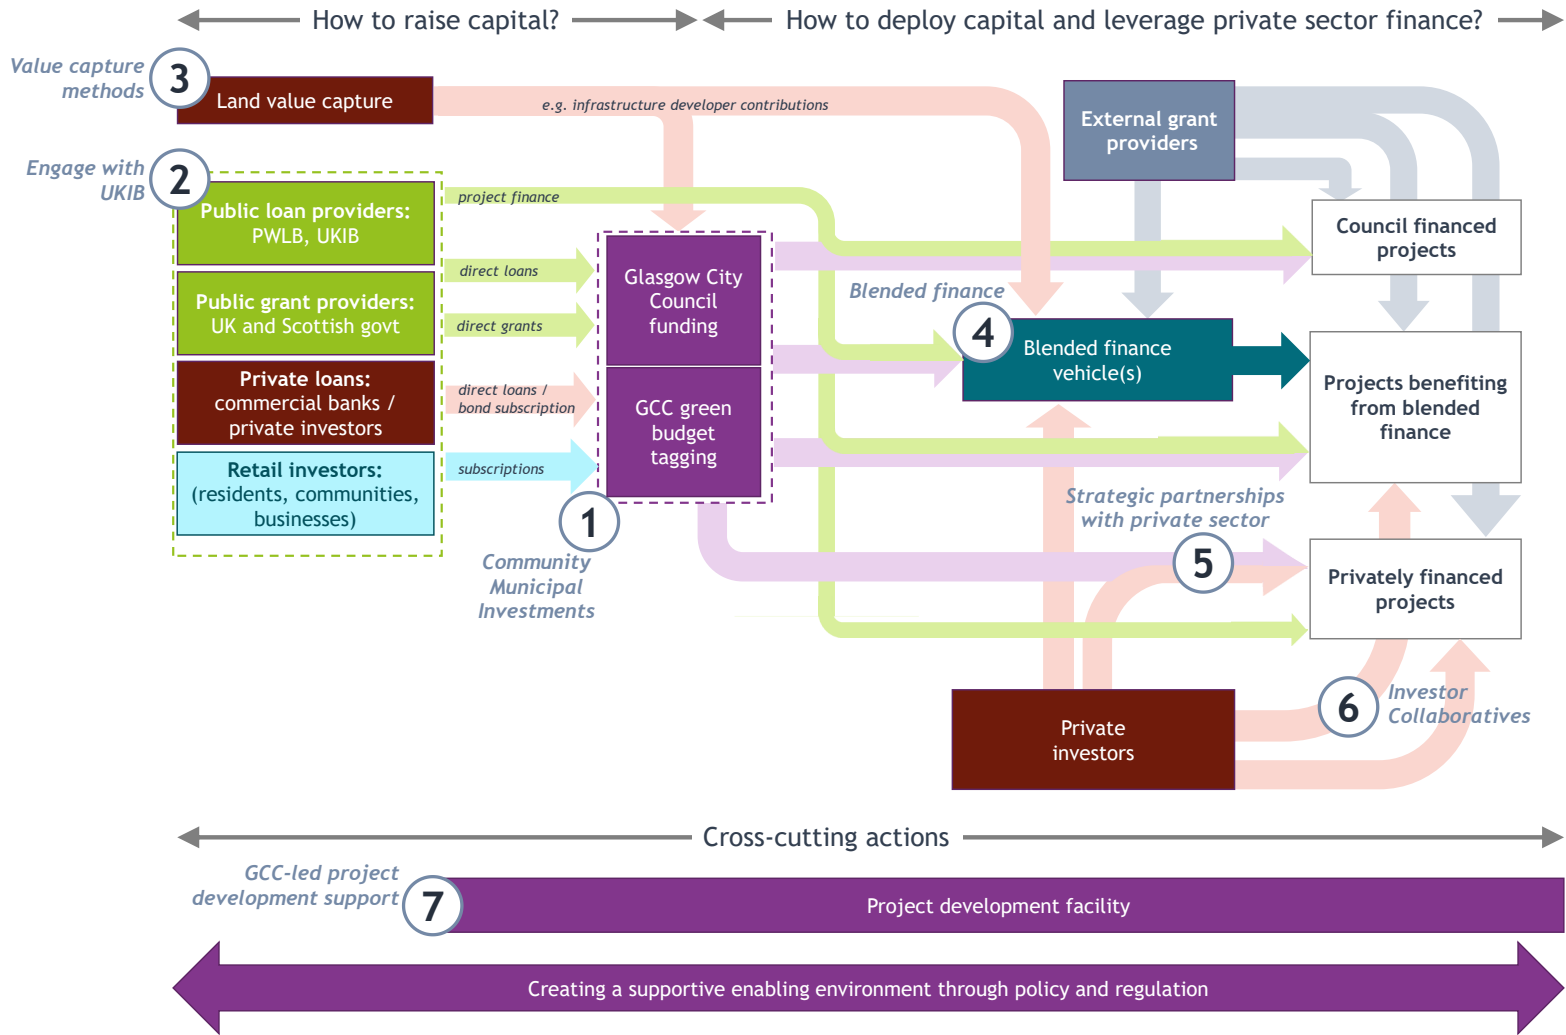 How to raise capital?
How to deploy capital and leverage private sector finance?
Value capture
methods
3
Land value capture
e.g. infrastructure developer contributions
External grant
providers
Engage with
UKIB
2
Public loan providers:
PWLB, UKIB
project finance
direct loans
Public grant providers:
UK and Scottish govt
direct grants
Private loans:
commercial banks /
private investors
direct loans /
bond subscription
Retail investors:
(residents, communities,
businesses)
subscriptions
Glasgow City
Council
funding
GCC green
budget
tagging
1
Community
Municipal
Investments
Council financed
projects
Blended finance
4
Blended finance
vehicle(s)
Projects benefiting
from blended
finance
Strategic partnerships
with private sector
5
Privately financed
projects
Private
investors
6
Investor
Collaboratives
Cross-cutting actions
GCC-led project
development support
7
Project development facility
Creating a supportive enabling environment through policy and regulation